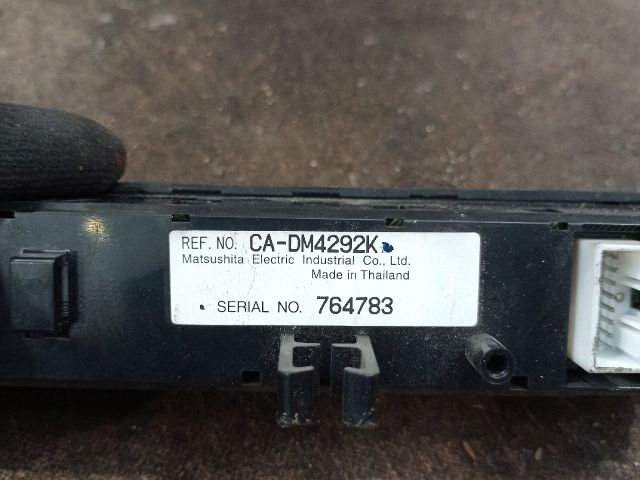 REF. NO. CA-DM4292K
Matsushita Electric Industrial Co., Ltd.
Made in Thailand
SERIAL NO. 764783